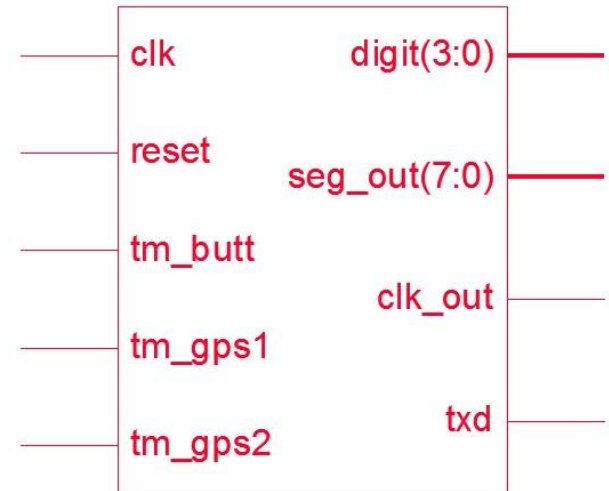 clk
reset
tm_butt
tm_gps1
tm_gps2
digit(3:0)
seg_out(7:0)
clk_out
txd